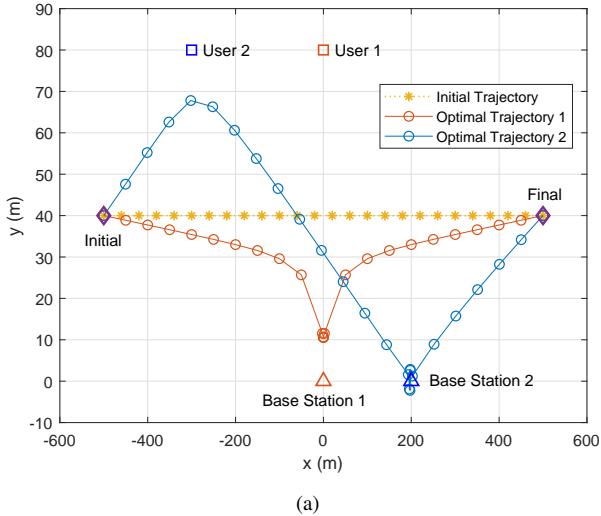 90
80
70
60
50
40
30
20
10
0
-10
y (m)
User 2
User 1
Initial Trajectory
Optimal Trajectory 1
Optimal Trajectory 2
Initial
Final
Base Station 1
Base Station 2
-600 -400 -200 0 200 400 600
x (m)
(a)